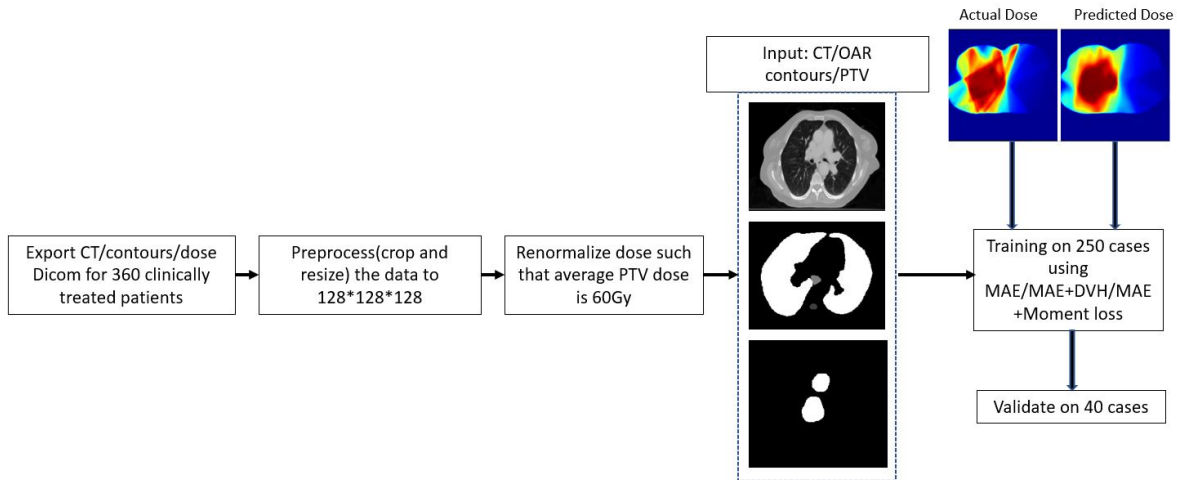 Actual Dose
Predicted Dose
Input: CT/OAR
contours/PTV
Export CT/contours/dose
Dicom for 360 clinically
treated patients
Preprocess(crop and
resize) the data to
128*128*128
Renormalize dose such
that average PTV dose
is 60Gy
Training on 250 cases
using
MAE/MAE+DVH/MAE
+Moment loss
Validate on 40 cases